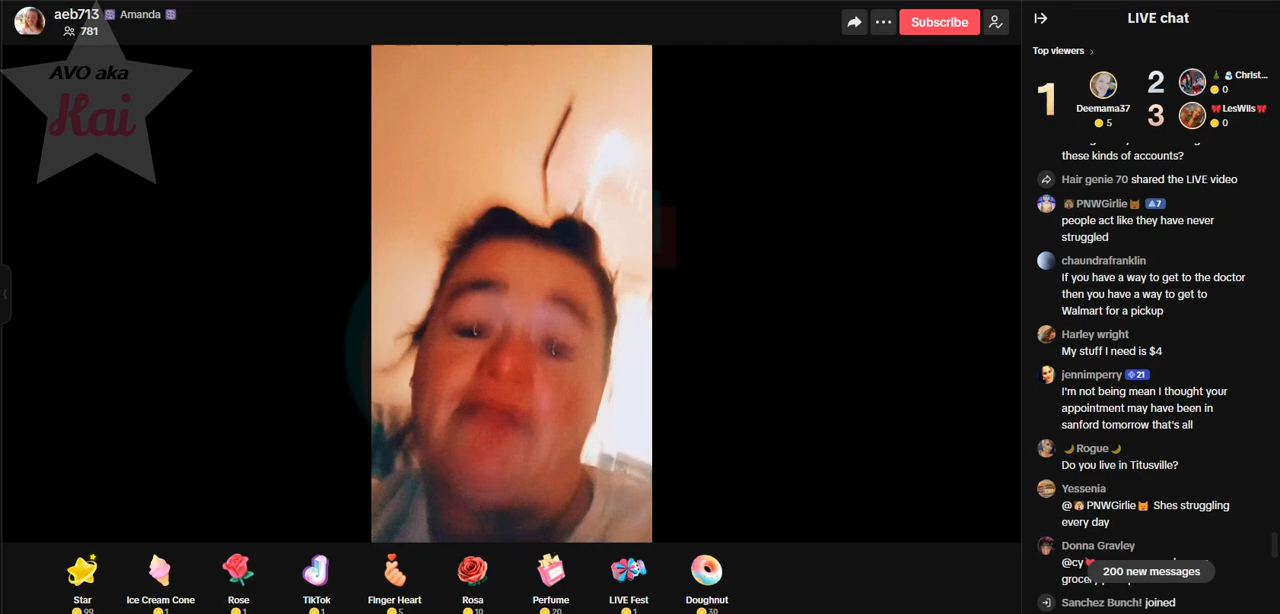 aeb713 Amanda
781
Subscribe
AVO aka
Kai
LIVE chat
Top viewers
1
Deemama37
5
2
🎄⛄Christ...
0
3
🎀LesWils🎀
0
these kinds of accounts?
Hair genie 70 shared the LIVE video
PNWGirlie 7
people act like they have never
struggled
chaundrafranklin
If you have a way to get to the doctor
then you have a way to get to
Walmart for a pickup
Harley wright
My stuff I need is $4
jennimperry 21
I'm not being mean I thought your
appointment may have been in
sanford tomorrow that's all
🌙Rogue🌙
Do you live in Titusville?
Yessenia
@🙈PNWGirlie😸 Shes struggling
every day
Donna Gravley
@cy
200 new messages
Sanchez Bunch! joined
Star
99
Ice Cream Cone
1
Rose
1
TikTok
1
Finger Heart
5
Rosa
10
Perfume
20
LIVE Fest
1
Doughnut
30